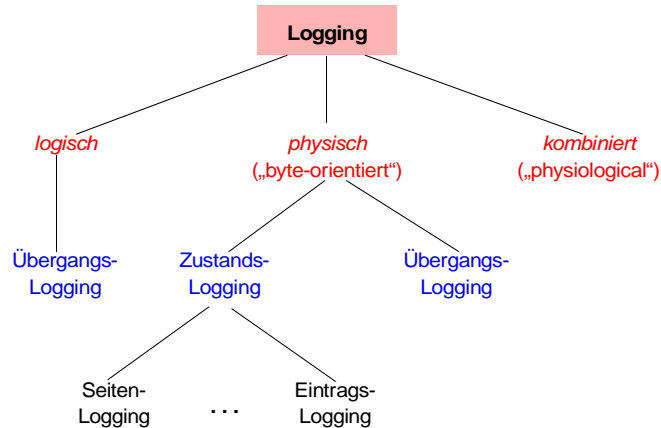 Logging
logisch
physisch
kombiniert
(„byte-orientiert“)
(„physiological“)
Übergangs-
Logging
Zustands-
Logging
Übergangs-
Logging
Seiten-
Logging
. . .
Eintrags-
Logging